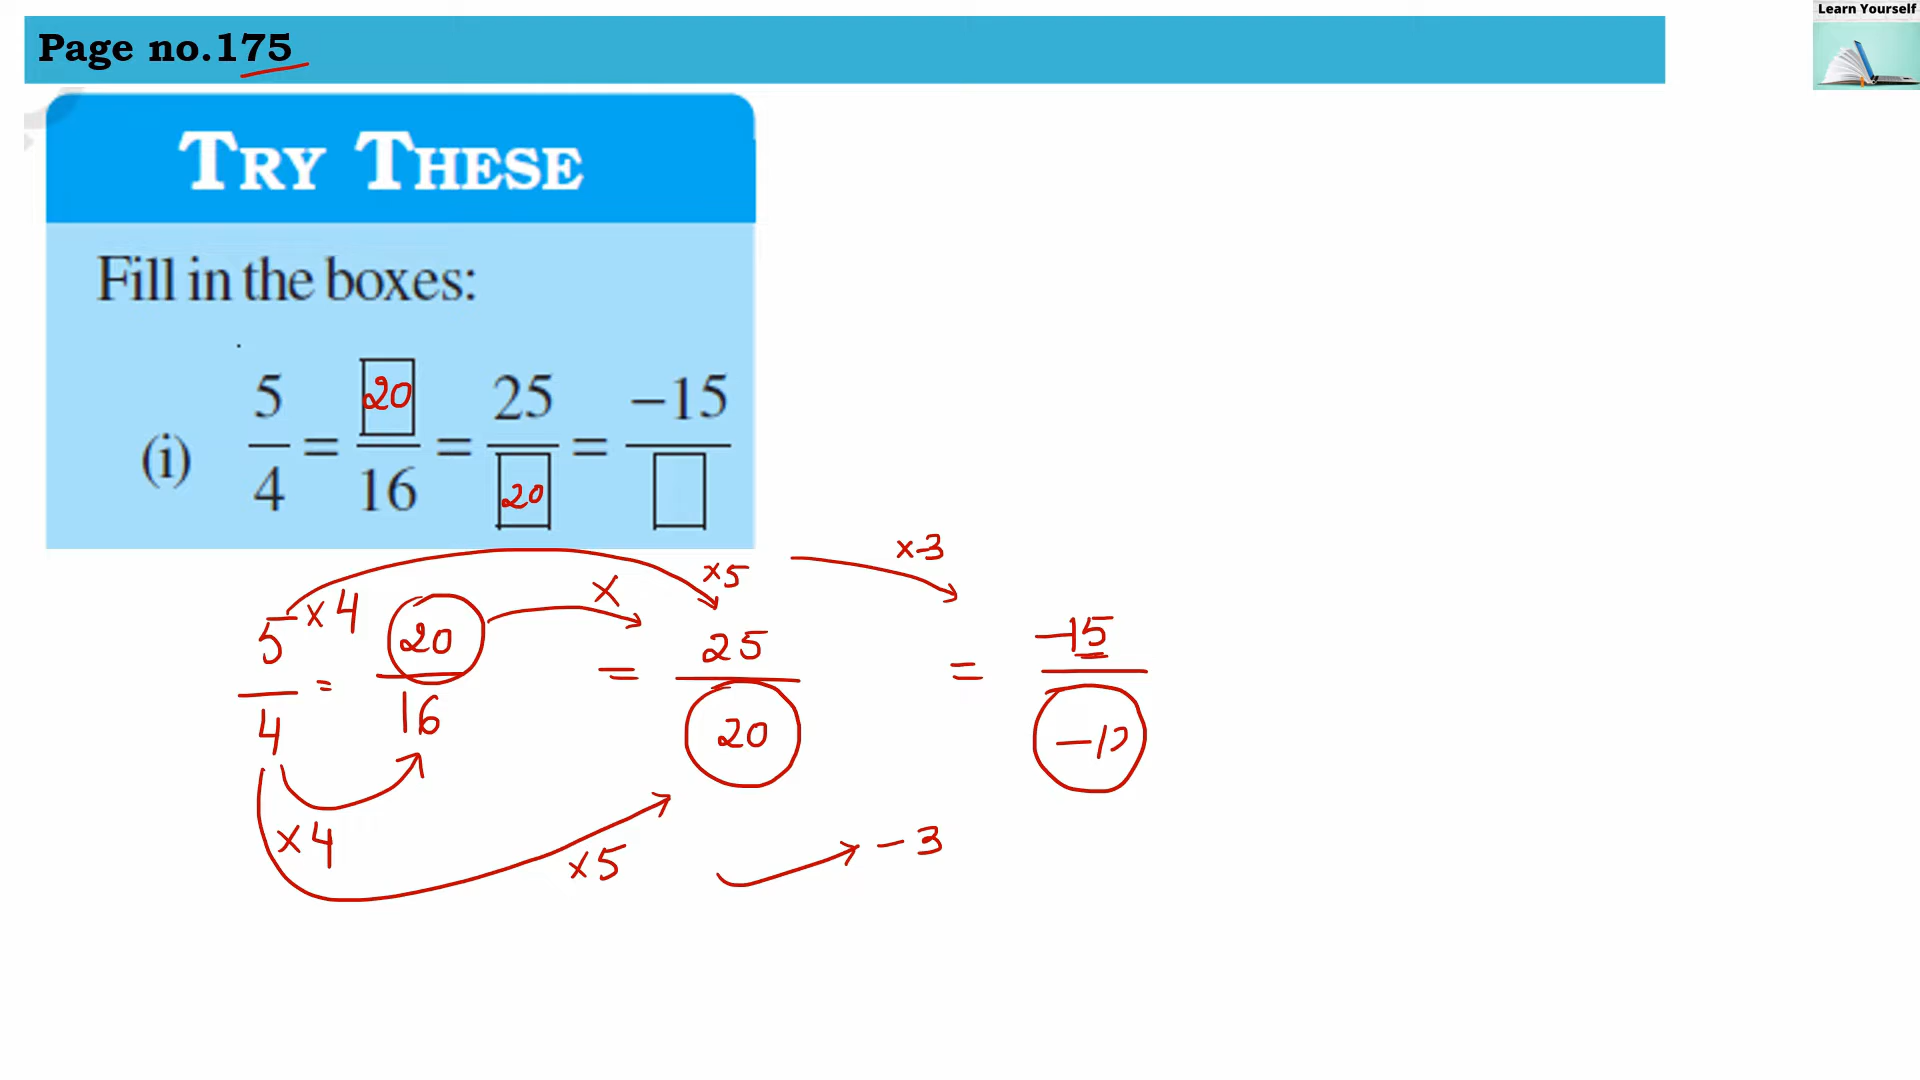 Learn Yourself
Page no.175
TRY THESE
Fill in the boxes:
(i) 5/4 = 20/16 = 25/20 = −15/□
×4 × ×5 ×-3
5/4 = 20/16 = 25/20 = −15/−12
×4 ×5 −3